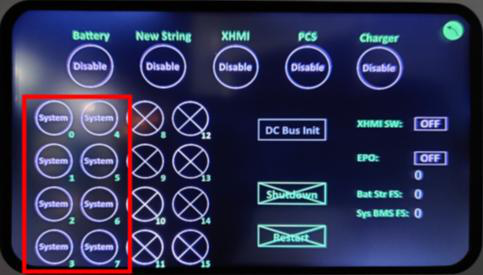 Battery New String XHMI PCS Charger
Disable Disable Disable Disable Disable
System System
0 4 8 12
DC Bus Init
XHMI SW: OFF
System System
1 5 9 13
EPO: OFF
0
System System
2 6 10 14
Shutdown
Bat Str FS: 0
Sys BMS FS: 0
System System
3 7 11 15
Restart